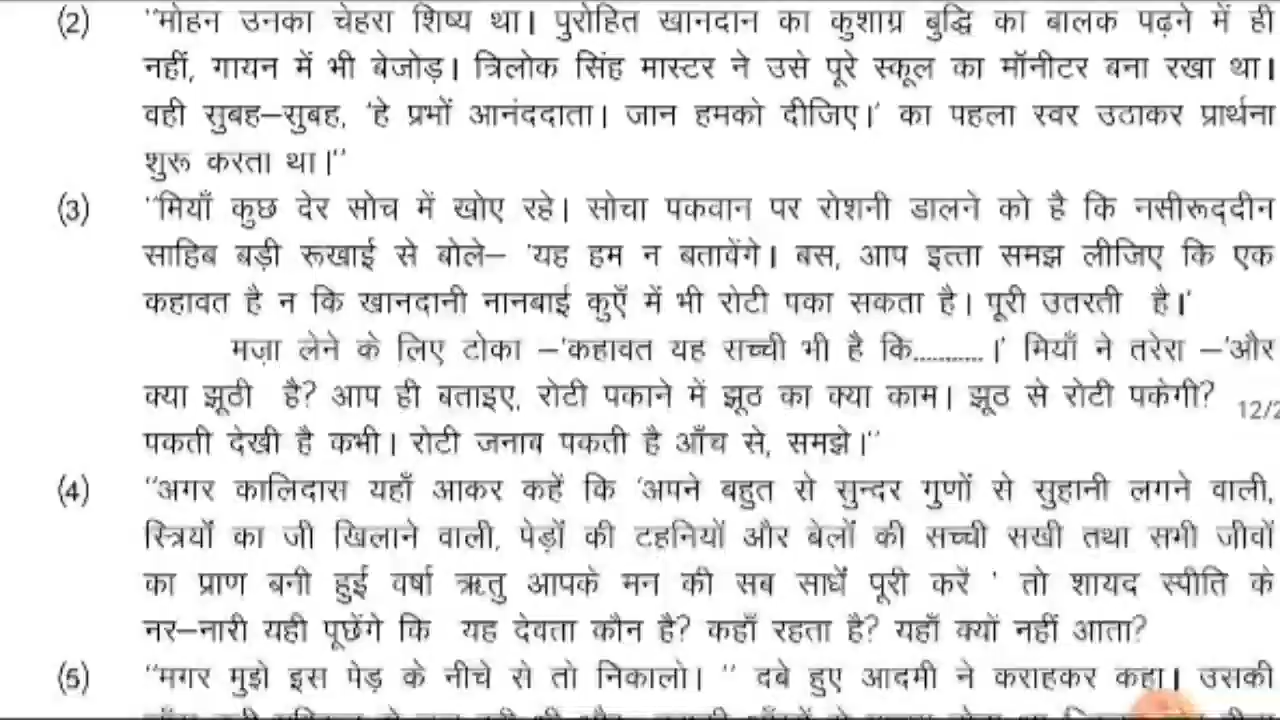 (2) "मोहन उनका चेहरा शिष्य था। पुरोहित खानदान का कुशाग्र बुद्धि का बालक पढ़ने में ही
नहीं, गायन में भी बेजोड़। त्रिलोक सिंह मास्टर ने उसे पूरे स्कूल का मॉनीटर बना रखा था।
वही सुबह–सुबह, 'हे प्रभों आनंददाता। जान हमको दीजिए।' का पहला स्वर उठाकर प्रार्थना
शुरू करता था।"
(3) "मियाँ कुछ देर सोच में खोए रहे। सोचा पकवान पर रोशनी डालने को है कि नसीरूद्दीन
साहिब बड़ी रूखाई से बोले– 'यह हम न बतावेंगे। बस, आप इत्ता समझ लीजिए कि एक
कहावत है न कि खानदानी नानबाई कुएँ में भी रोटी पका सकता है। पूरी उतरती है।'
मज़ा लेने के लिए टोका –'कहावत यह सच्ची भी है कि........... ।' मियाँ ने तरेरा –'और
क्या झूठी है? आप ही बताइए, रोटी पकाने में झूठ का क्या काम। झूठ से रोटी पकेगी?
12/2
पकती देखी है कभी। रोटी जनाब पकती है आँच से, समझे।"
(4) "अगर कालिदास यहाँ आकर कहें कि 'अपने बहुत से सुन्दर गुणों से सुहानी लगने वाली,
स्त्रियों का जी खिलाने वाली, पेड़ों की टहनियों और बेलों की सच्ची सखी तथा सभी जीवों
का प्राण बनी हुई वर्षा ऋतु आपके मन की सब साधें पूरी करें ' तो शायद स्पीति के
नर–नारी यही पूछेंगे कि यह देवता कौन है? कहाँ रहता है? यहाँ क्यों नहीं आता?
(5) "मगर मुझे इस पेड़ के नीचे से तो निकालो। " दबे हुए आदमी ने कराहकर कहा। उसकी